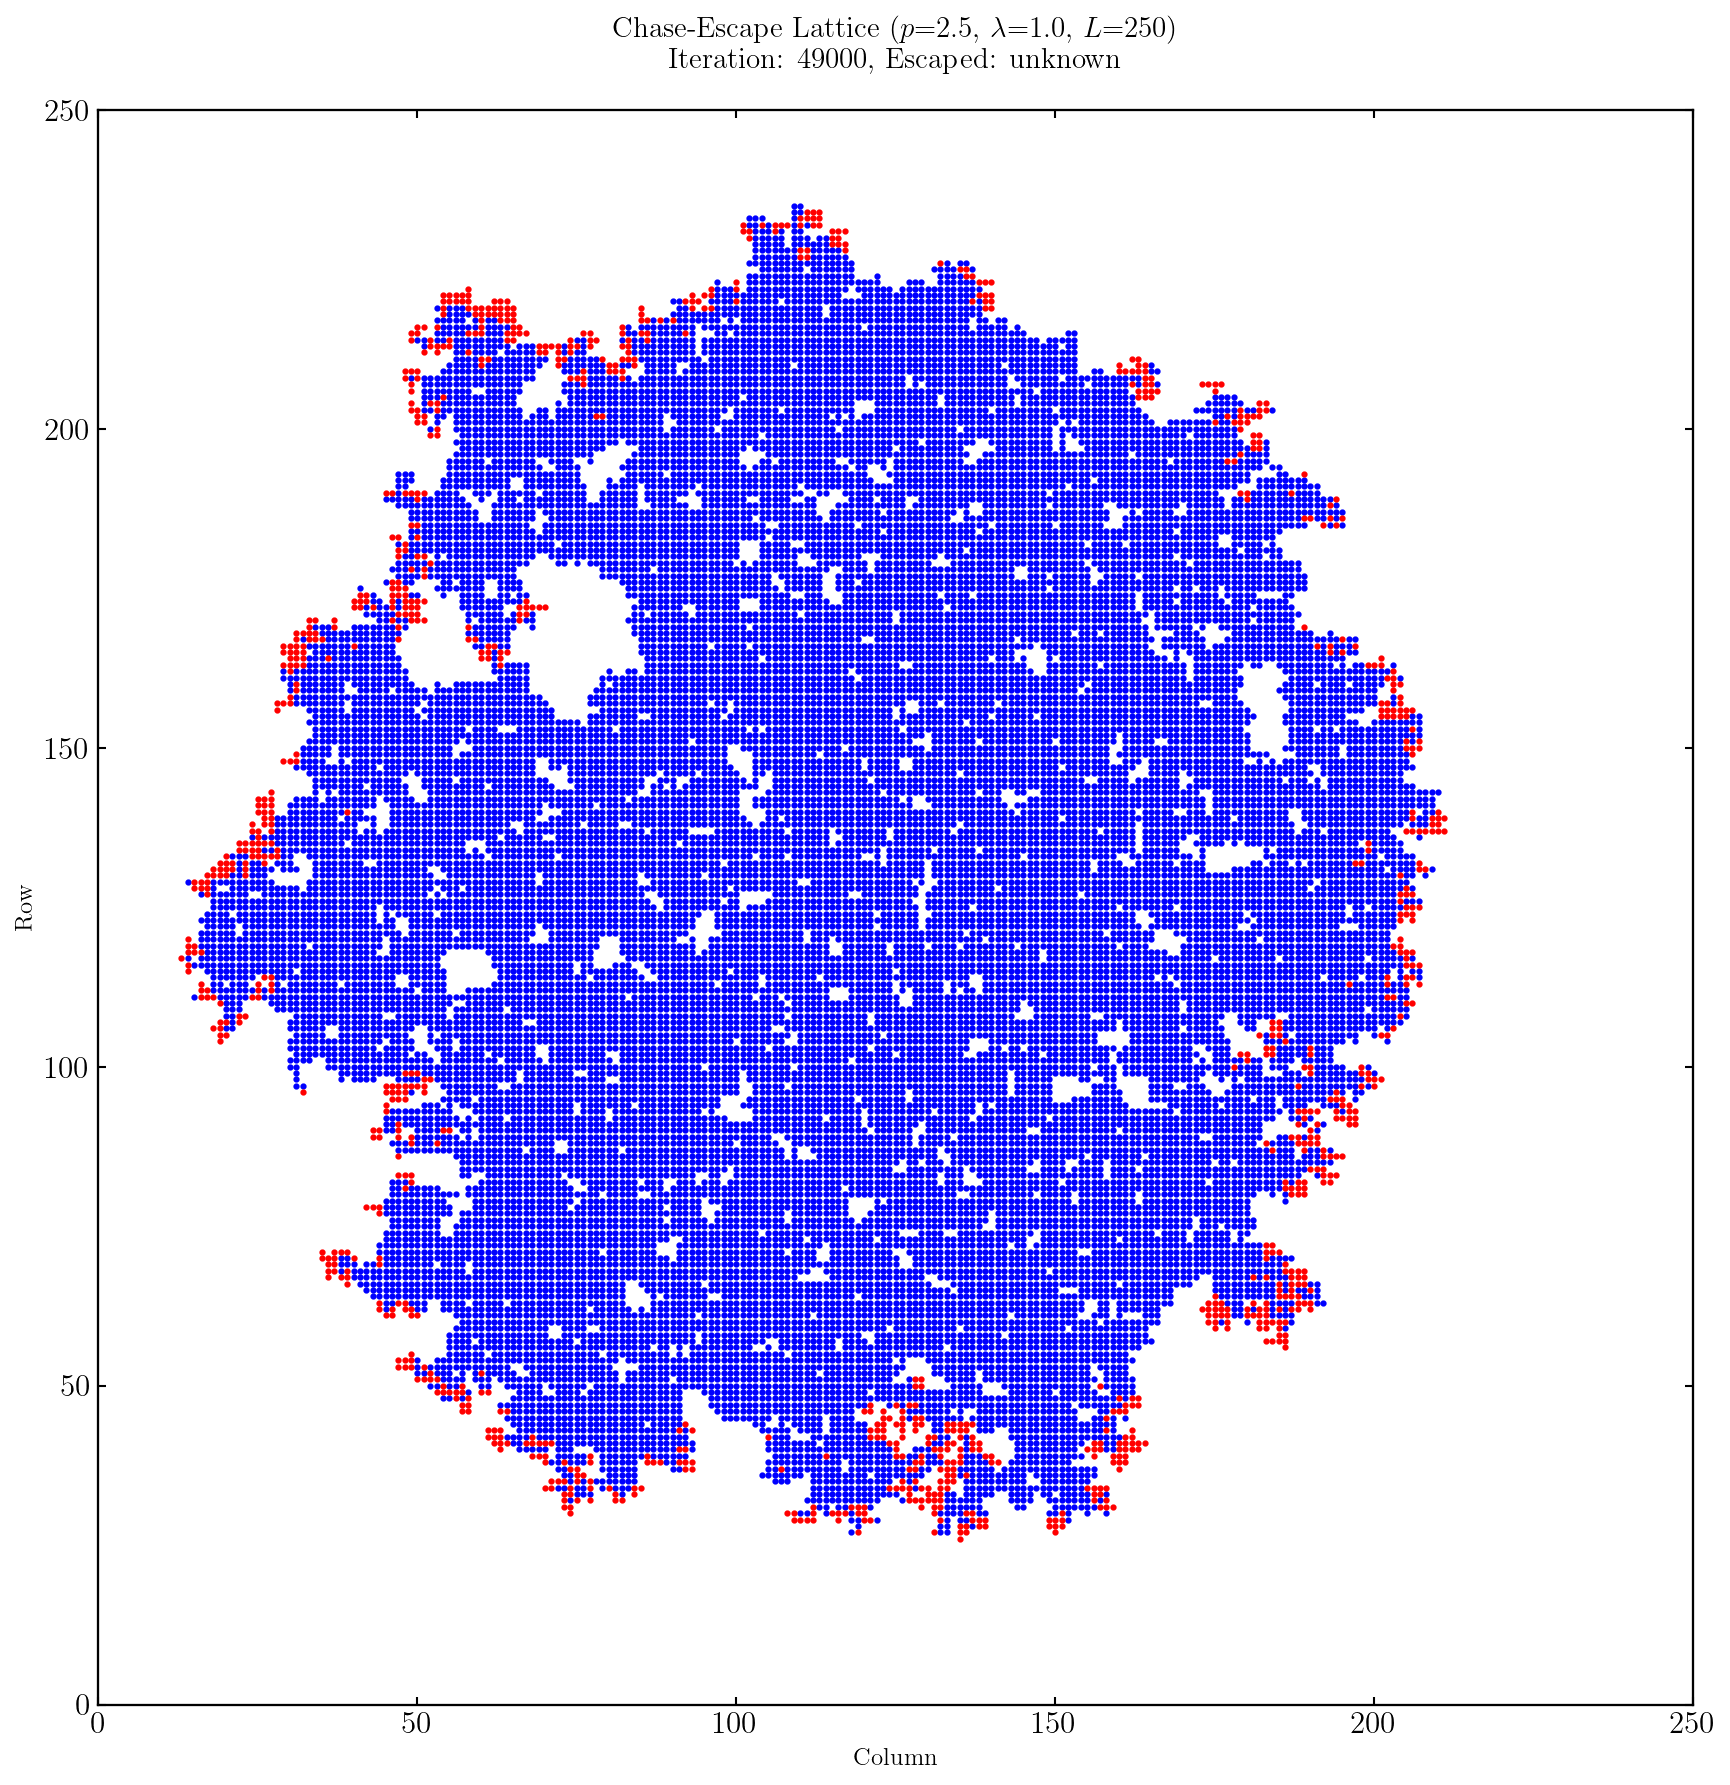 Chase-Escape Lattice (p=2.5, λ=1.0, L=250)
Iteration: 49000, Escaped: unknown
250
200
150
100
50
0
Row
0 50 100 150 200 250
Column